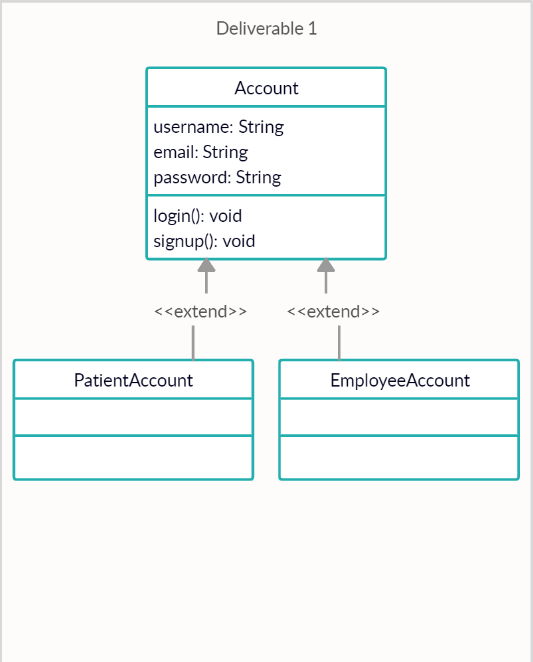 Deliverable 1
Account
username: String
email: String
password: String
login(): void
signup(): void
<<extend>> <<extend>>
PatientAccount EmployeeAccount